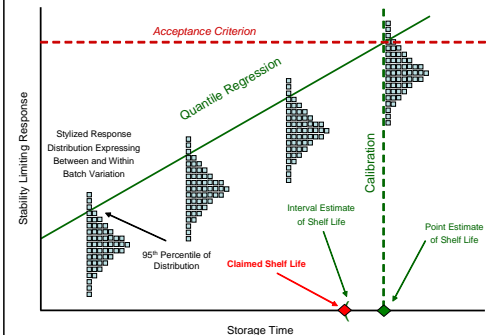 Acceptance Criterion
Quantile Regression
Stability Limiting Response
Stylized Response
Distribution Expressing
Between and Within
Batch Variation
Calibration
Interval Estimate
of Shelf Life
Point Estimate
of Shelf Life
95th Percentile of
Distribution
Claimed Shelf Life
Storage Time